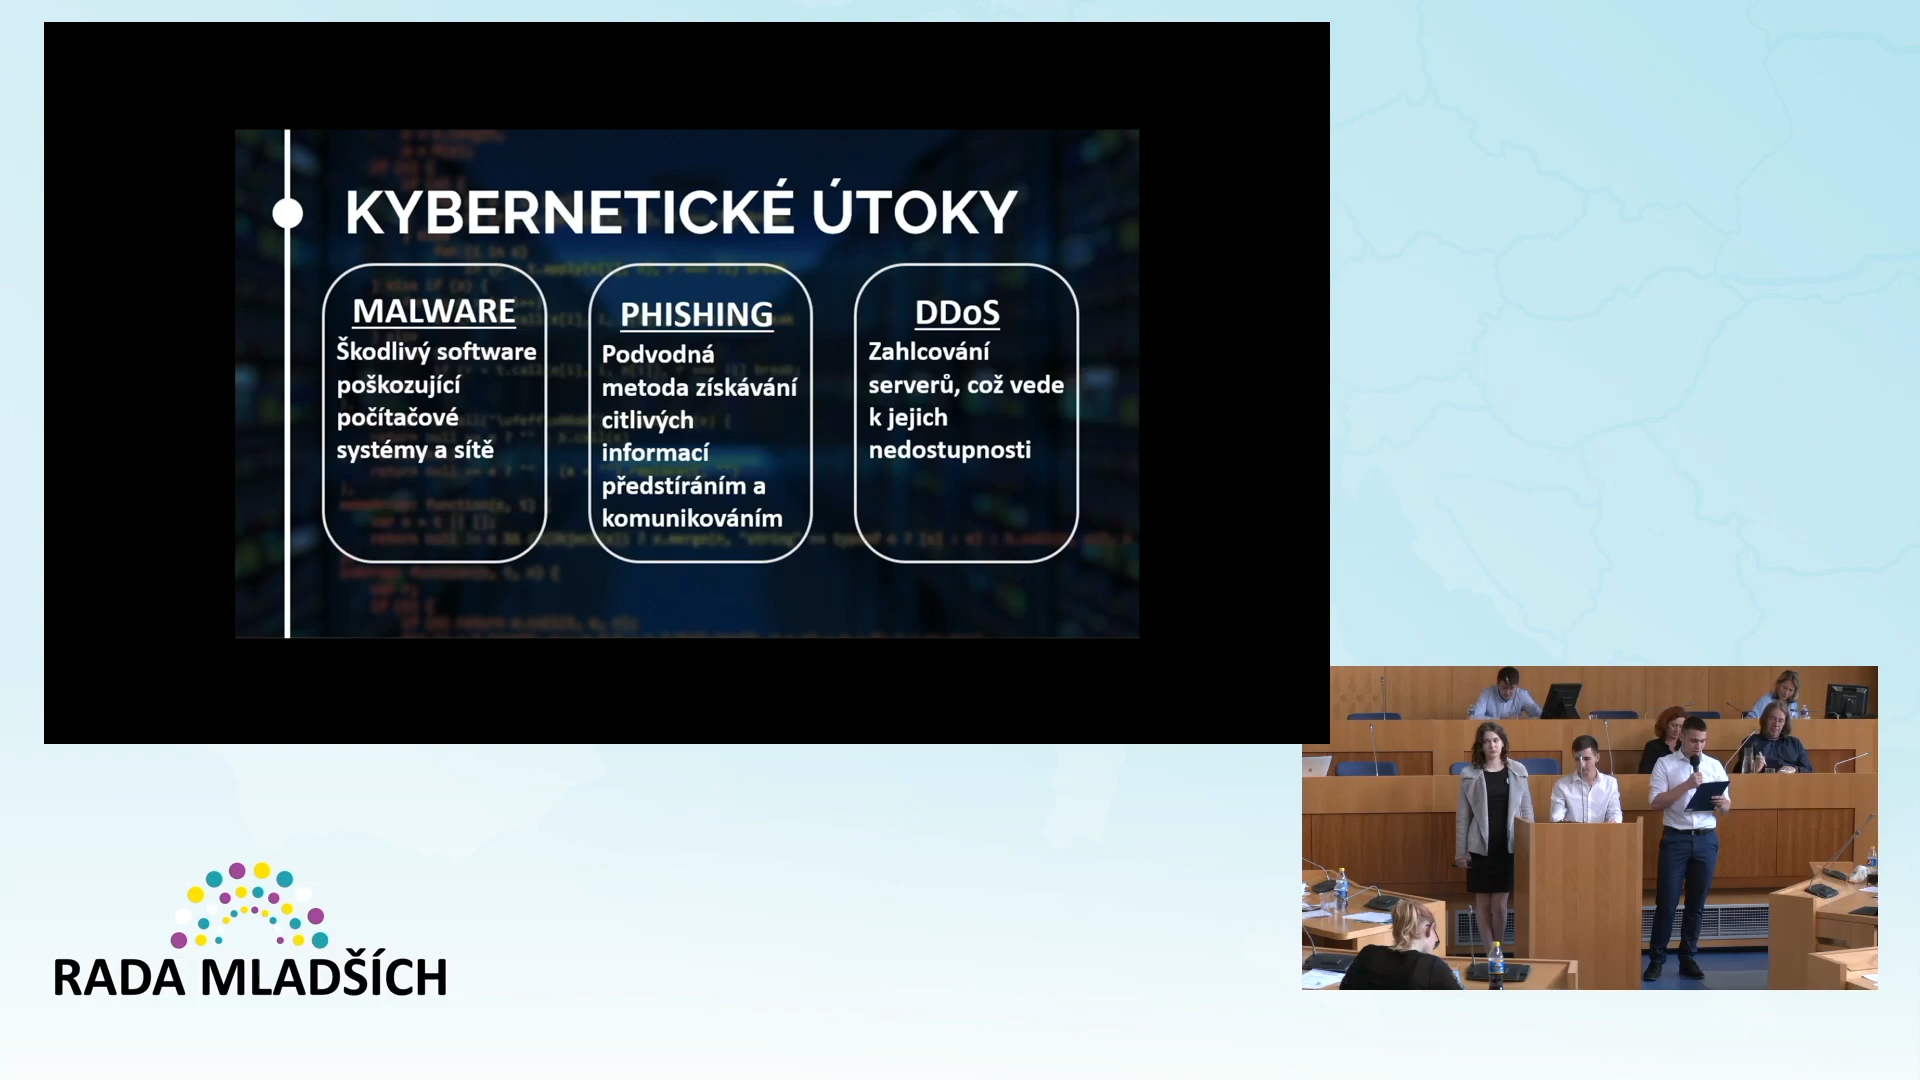 KYBERNETICKÉ ÚTOKY
MALWARE
Škodlivý software
poškozující
počítačové
systémy a sítě
PHISHING
Podvodná
metoda získávání
citlivých
informací
předstíráním a
komunikováním
DDoS
Zahlcování
serverů, což vede
k jejich
nedostupnosti
RADA MLADŠÍCH